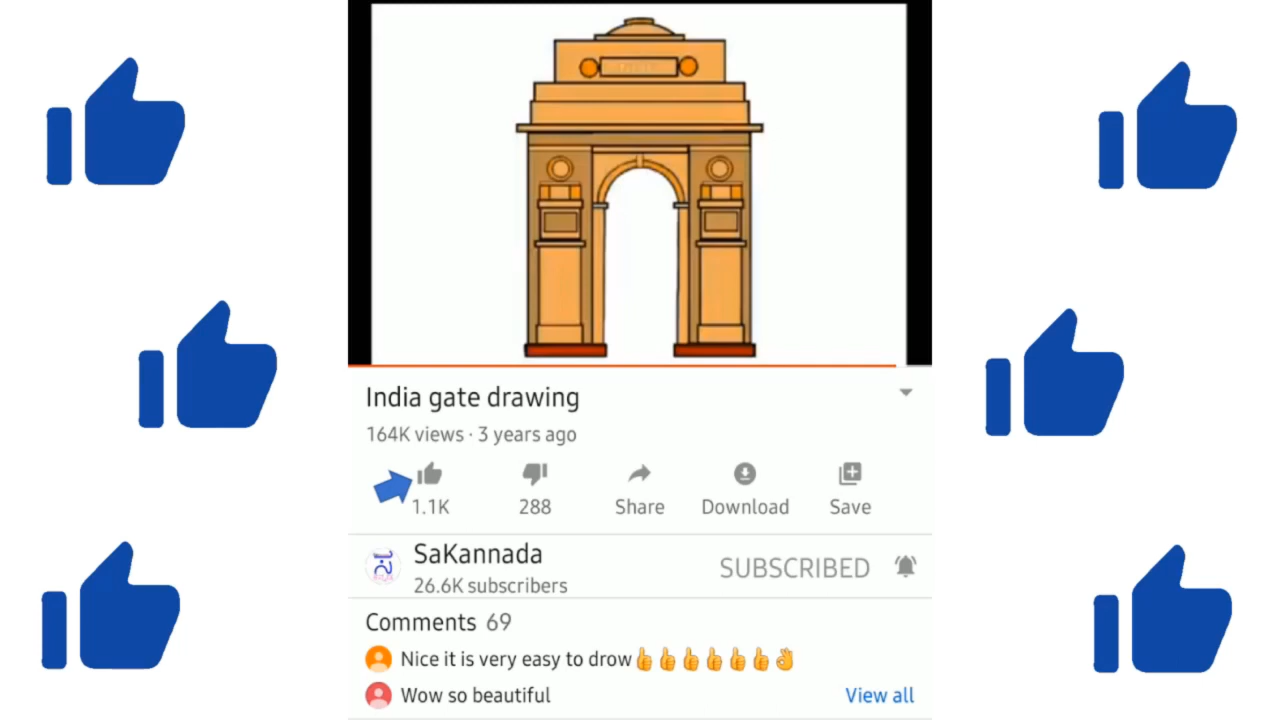 India gate drawing
164K views · 3 years ago
1.1K 288 Share Download Save
SaKannada
SUBSCRIBED
26.6K subscribers
Comments 69
Nice it is very easy to drow👍👍👍👍👍👍👌
Wow so beautiful
View all